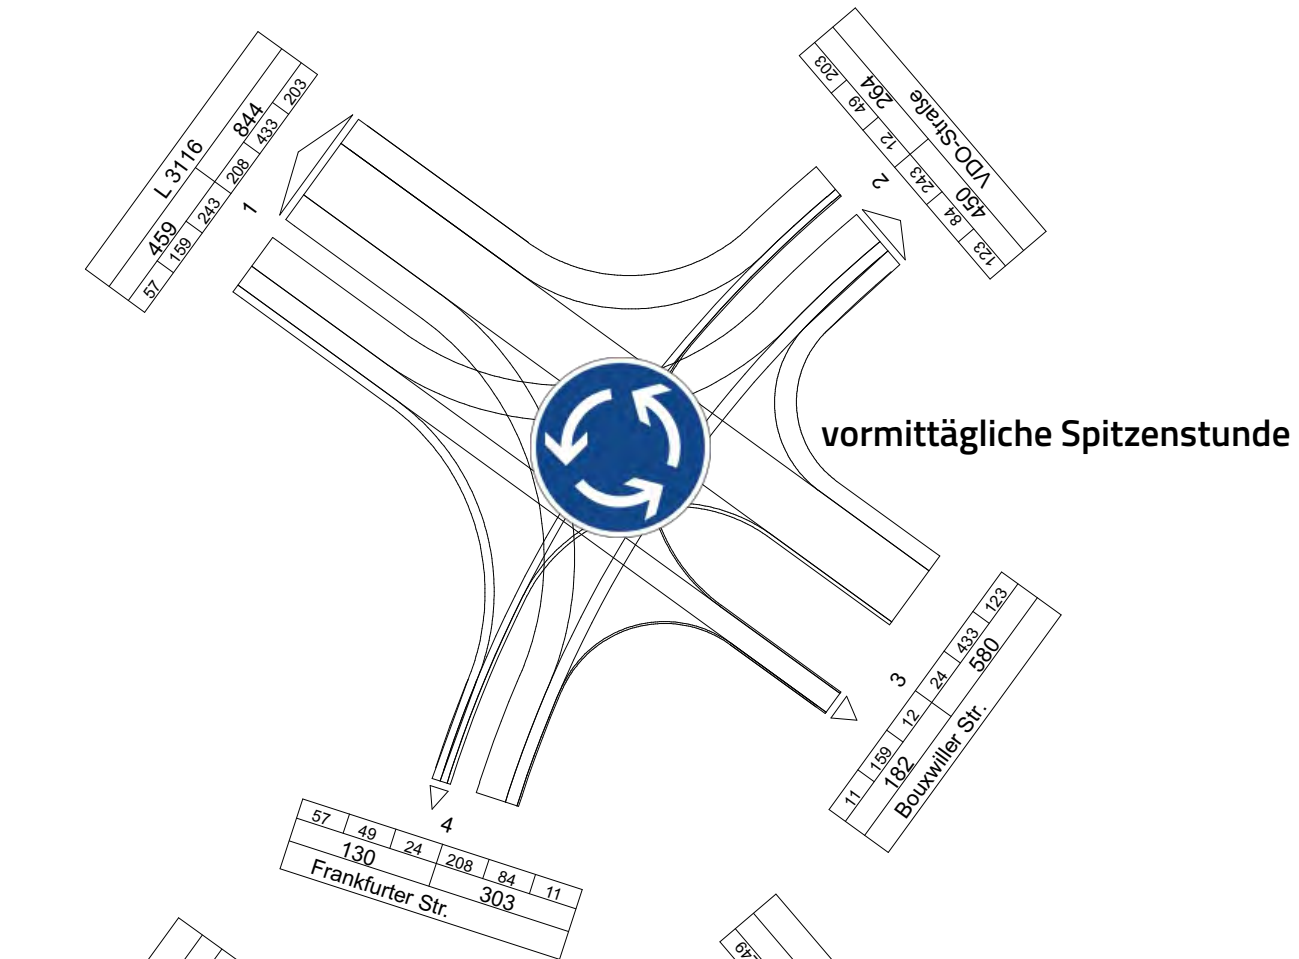 L 3116
459 844
57 159 243 208 433 203
1
VDO-Straße
264 450
203 49 12 243 84 123
2
vormittägliche Spitzenstunde
3
11 159 12 24 433 123
182 580
Bouxwiller Str.
4
57 49 24 208 84 11
130 303
Frankfurter Str.
249